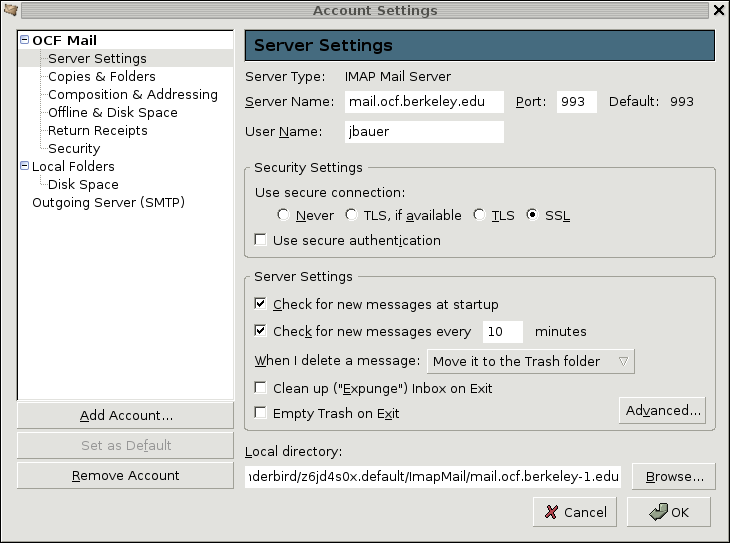 Account Settings
OCF Mail
Server Settings
Copies & Folders
Composition & Addressing
Offline & Disk Space
Return Receipts
Security
Local Folders
Disk Space
Outgoing Server (SMTP)
Add Account...
Set as Default
Remove Account
Server Settings
Server Type: IMAP Mail Server
Server Name: mail.ocf.berkeley.edu Port: 993 Default: 993
User Name: jbauer
Security Settings
Use secure connection:
Never TLS, if available TLS SSL
Use secure authentication
Server Settings
Check for new messages at startup
Check for new messages every 10 minutes
When I delete a message: Move it to the Trash folder
Clean up ("Expunge") Inbox on Exit
Empty Trash on Exit
Advanced...
Local directory:
nderbird/z6jd4s0x.default/ImapMail/mail.ocf.berkeley-1.edu Browse...
Cancel OK